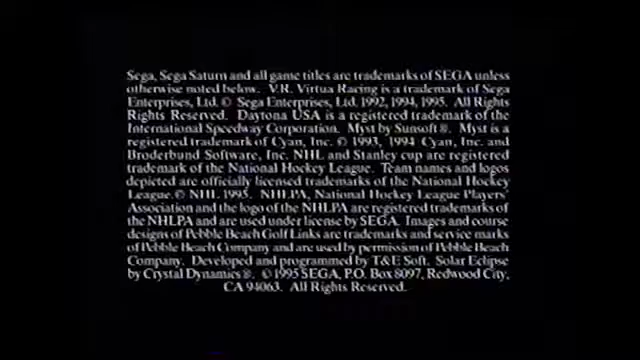 Sega, Sega Saturn and all game titles are trademarks of SEGA unless
otherwise noted below. V.R. Virtua Racing is a trademark of Sega
Enterprises, Ltd. © Sega Enterprises, Ltd. 1992, 1994, 1995. All Rights
Rights Reserved. Daytona USA is a registered trademark of the
International Speedway Corporation. Myst by Sunsoft ®. Myst is a
registered trademark of Cyan, Inc. © 1993, 1994 Cyan, Inc. and
Broderbund Software, Inc. NHL and Stanley cup are registered
trademark of the National Hockey League. Team names and logos
depicted are officially licensed trademarks of the National Hockey
League. © NHL 1995. NHLPA, National Hockey League Players'
Association and the logo of the NHLPA are registered trademarks of
the NHLPA and are used under license by SEGA. Images and course
designs of Pebble Beach Golf Links are trademarks and service marks
of Pebble Beach Company and are used by permission of Pebble Beach
Company. Developed and programmed by T&E Soft. Solar Eclipse
by Crystal Dynamics ®. © 1995 SEGA, P.O. Box 8097, Redwood City,
CA 94063. All Rights Reserved.